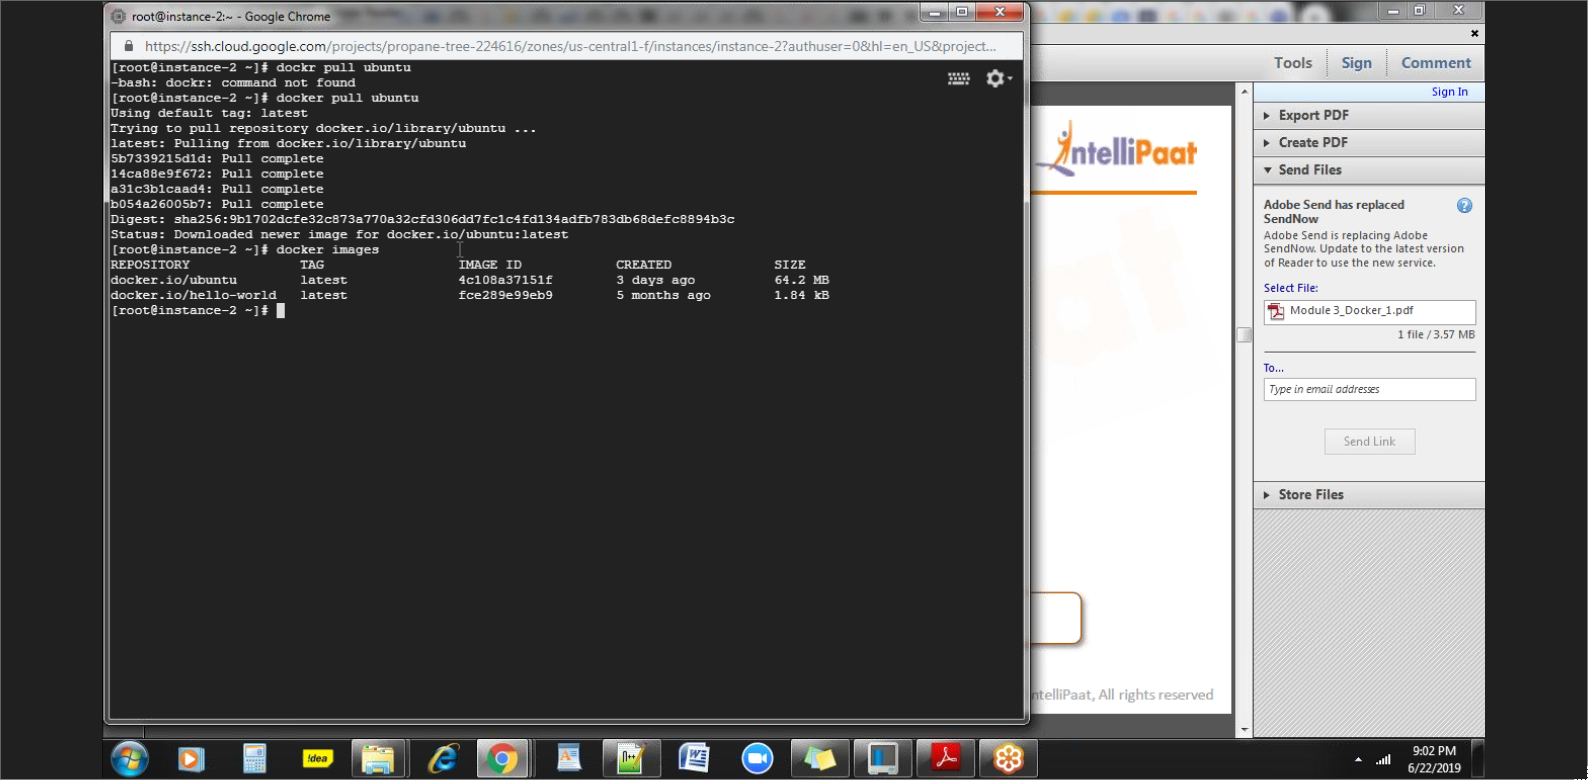 root@instance-2:~ - Google Chrome
https://ssh.cloud.google.com/projects/propane-tree-224616/zones/us-central1-f/instances/instance-2?authuser=0&hl=en_US&project...
[root@instance-2 ~]# dockr pull ubuntu
-bash: dockr: command not found
[root@instance-2 ~]# docker pull ubuntu
Using default tag: latest
Trying to pull repository docker.io/library/ubuntu ...
latest: Pulling from docker.io/library/ubuntu
5b7339215d1d: Pull complete
14ca88e9f672: Pull complete
a31c3b1caad4: Pull complete
b054a26005b7: Pull complete
Digest: sha256:9b1702dcfe32c873a770a32cfd306dd7fc1c4fd134adfb783db68defc8894b3c
Status: Downloaded newer image for docker.io/ubuntu:latest
[root@instance-2 ~]# docker images
REPOSITORY TAG IMAGE ID CREATED SIZE
docker.io/ubuntu latest 4c108a37151f 3 days ago 64.2 MB
docker.io/hello-world latest fce289e99eb9 5 months ago 1.84 kB
[root@instance-2 ~]#
IntelliPaat
ntelliPaat, All rights reserved
Tools Sign Comment
Sign In
Export PDF
Create PDF
Send Files
Adobe Send has replaced
SendNow
Adobe Send is replacing Adobe
SendNow. Update to the latest version
of Reader to use the new service.
Select File:
Module 3_Docker_1.pdf
1 file / 3.57 MB
To...
Type in email addresses
Send Link
Store Files
!dea
9:02 PM
6/22/2019